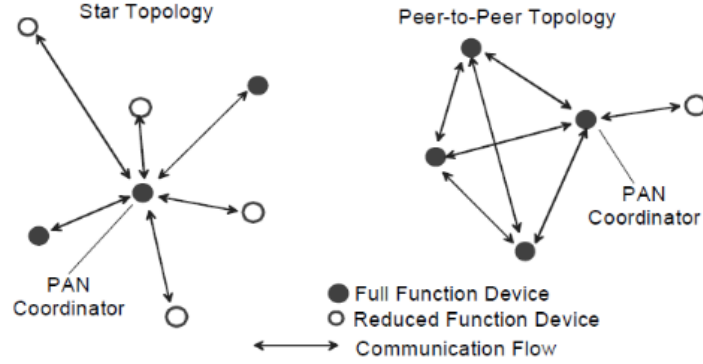 Star Topology
Peer-to-Peer Topology
PAN
Coordinator
PAN
Coordinator
Full Function Device
Reduced Function Device
Communication Flow